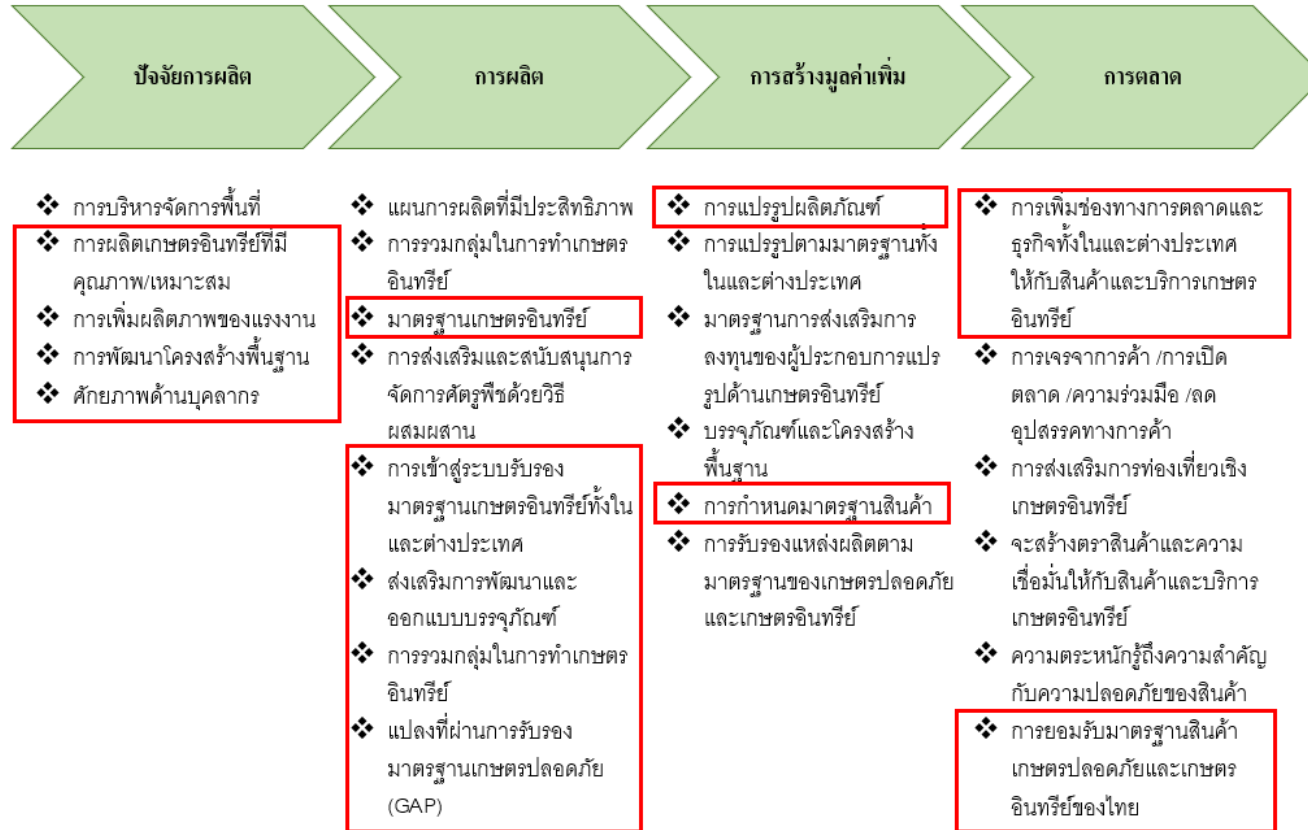 ปัจจัยการผลิต
การผลิต
การสร้างมูลค่าเพิ่ม
การตลาด
❖ การบริหารจัดการพื้นที่
❖ การผลิตเกษตรอินทรีย์ที่มี
คุณภาพ/เหมาะสม
❖ การเพิ่มผลิตภาพของแรงงาน
❖ การพัฒนาโครงสร้างพื้นฐาน
❖ ศักยภาพด้านบุคลากร
❖ แผนการผลิตที่มีประสิทธิภาพ
❖ การรวมกลุ่มในการทำเกษตร
อินทรีย์
❖ มาตรฐานเกษตรอินทรีย์
❖ การส่งเสริมและสนับสนุนการ
จัดการศัตรูพืชด้วยวิธี
ผสมผสาน
❖ การเข้าสู่ระบบรับรอง
มาตรฐานเกษตรอินทรีย์ทั้งใน
และต่างประเทศ
❖ ส่งเสริมการพัฒนาและ
ออกแบบบรรจุภัณฑ์
❖ การรวมกลุ่มในการทำเกษตร
อินทรีย์
❖ แปลงที่ผ่านการรับรอง
มาตรฐานเกษตรปลอดภัย
(GAP)
❖ การแปรรูปผลิตภัณฑ์
❖ การแปรรูปตามมาตรฐานทั้ง
ในและต่างประเทศ
❖ มาตรฐานการส่งเสริมการ
ลงทุนของผู้ประกอบการแปร
รูปด้านเกษตรอินทรีย์
❖ บรรจุภัณฑ์และโครงสร้าง
พื้นฐาน
❖ การกำหนดมาตรฐานสินค้า
❖ การรับรองแหล่งผลิตตาม
มาตรฐานของเกษตรปลอดภัย
และเกษตรอินทรีย์
❖ การเพิ่มช่องทางการตลาดและ
ธุรกิจทั้งในและต่างประเทศ
ให้กับสินค้าและบริการเกษตร
อินทรีย์
❖ การเจรจาการค้า /การเปิด
ตลาด /ความร่วมมือ /ลด
อุปสรรคทางการค้า
❖ การส่งเสริมการท่องเที่ยวเชิง
เกษตรอินทรีย์
❖ จะสร้างตราสินค้าและความ
เชื่อมั่นให้กับสินค้าและบริการ
เกษตรอินทรีย์
❖ ความตระหนักรู้ถึงความสำคัญ
กับความปลอดภัยของสินค้า
❖ การยอมรับมาตรฐานสินค้า
เกษตรปลอดภัยและเกษตร
อินทรีย์ของไทย